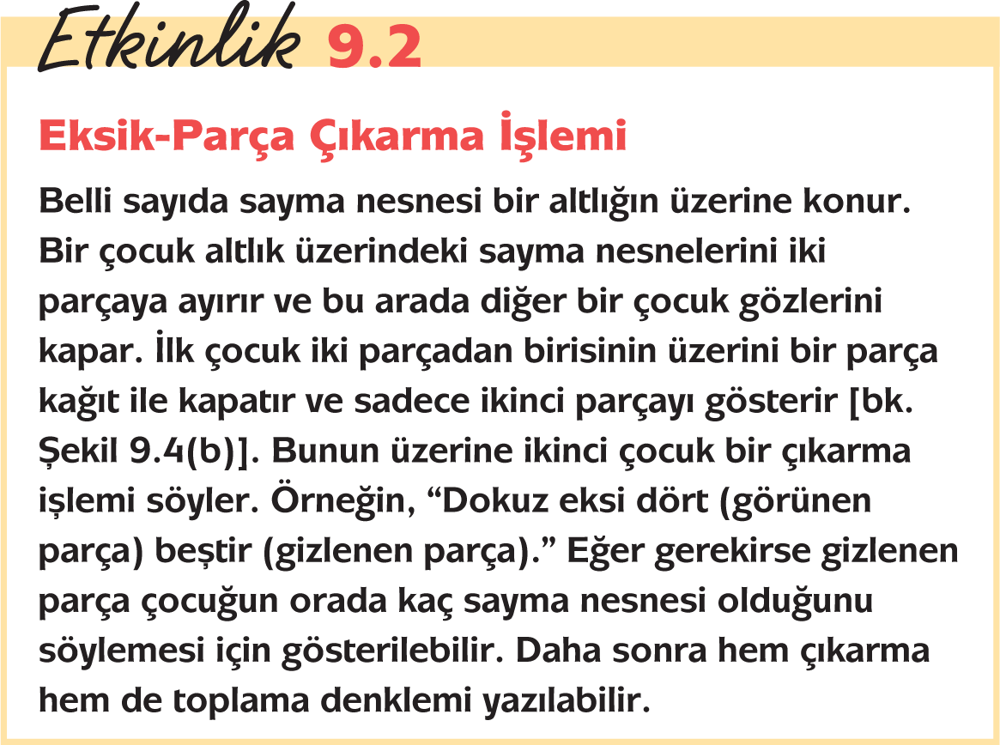 Etkinlik 9.2
Eksik-Parça Çıkarma İşlemi
Belli sayıda sayma nesnesi bir altlığın üzerine konur.
Bir çocuk altlık üzerindeki sayma nesnelerini iki
parçaya ayırır ve bu arada diğer bir çocuk gözlerini
kapar. İlk çocuk iki parçadan birisinin üzerini bir parça
kağıt ile kapatır ve sadece ikinci parçayı gösterir [bk.
Şekil 9.4(b)]. Bunun üzerine ikinci çocuk bir çıkarma
işlemi söyler. Örneğin, “Dokuz eksi dört (görünen
parça) beştir (gizlenen parça).” Eğer gerekirse gizlenen
parça çocuğun orada kaç sayma nesnesi olduğunu
söylemesi için gösterilebilir. Daha sonra hem çıkarma
hem de toplama denklemi yazılabilir.